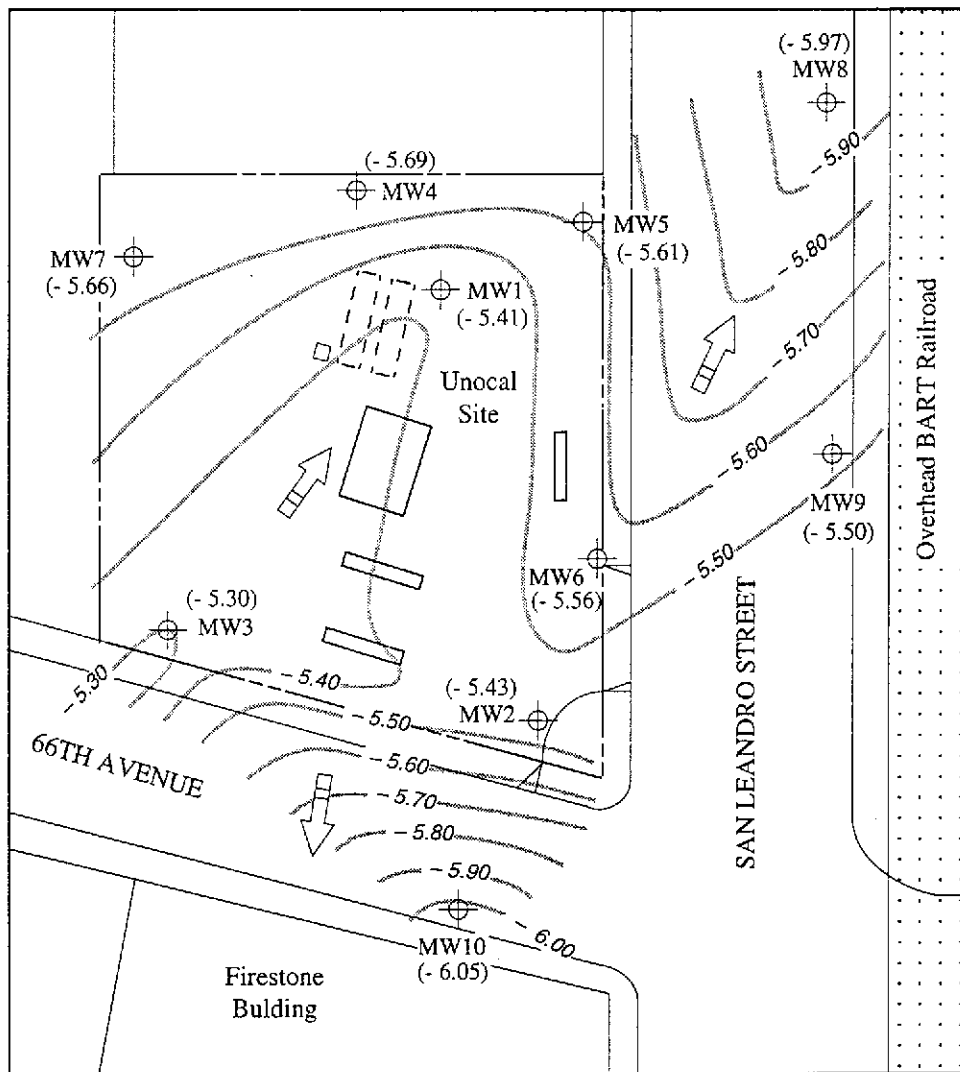 (- 5.97)
MW8
- 5.90
(- 5.69)
MW4
MW5
(- 5.61)
- 5.80
MW7
(- 5.66)
MW1
(- 5.41)
- 5.70
Unocal
Site
Overhead BART Railroad
- 5.60
MW9
(- 5.50)
- 5.50
MW6
(- 5.56)
(- 5.30)
MW3
SAN LEANDRO STREET
- 5.30
- 5.40
(- 5.43)
MW2
- 5.50
66TH AVENUE
- 5.60
- 5.70
- 5.80
- 5.90
- 6.00
MW10
(- 6.05)
Firestone
Bulding